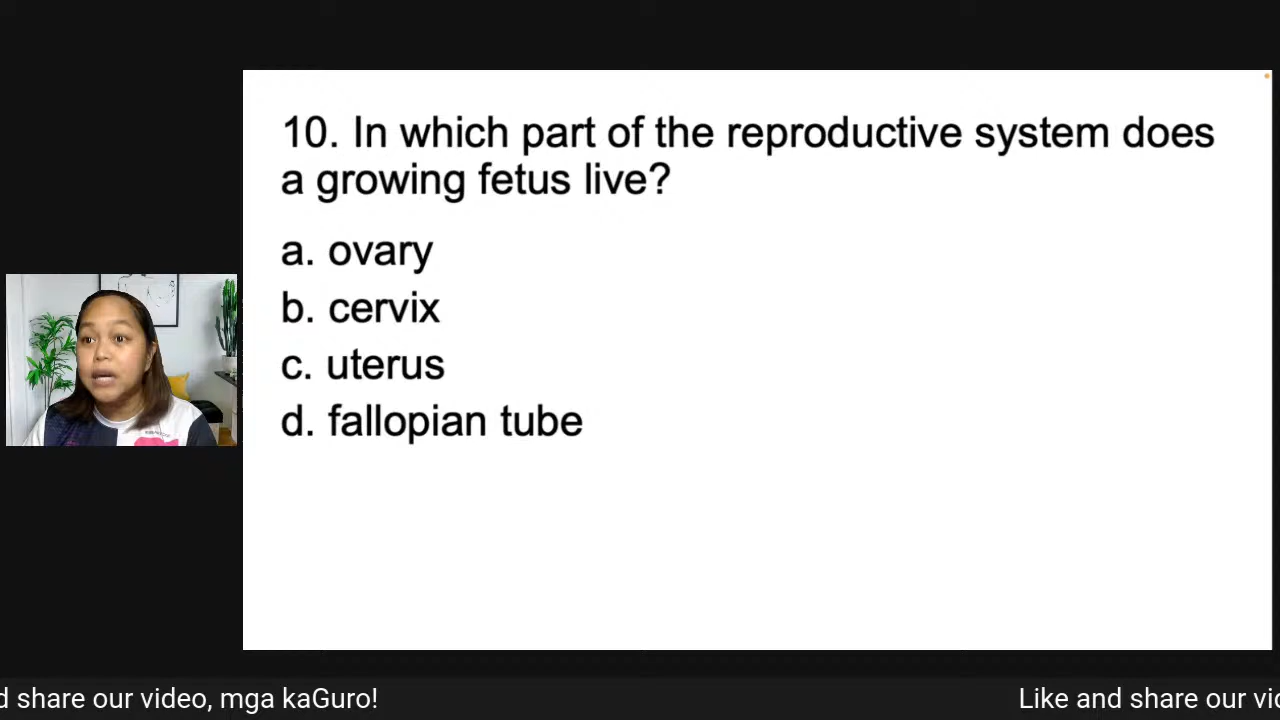 10. In which part of the reproductive system does
a growing fetus live?
a. ovary
b. cervix
c. uterus
d. fallopian tube
share our video, mga kaGuro!
Like and share our